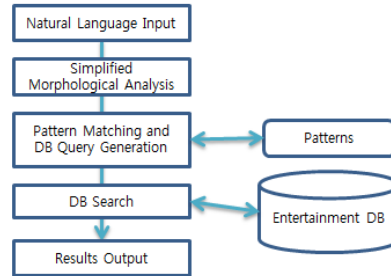 Natural Language Input
Simplified
Morphological Analysis
Pattern Matching and
DB Query Generation
Patterns
DB Search
Entertainment DB
Results Output